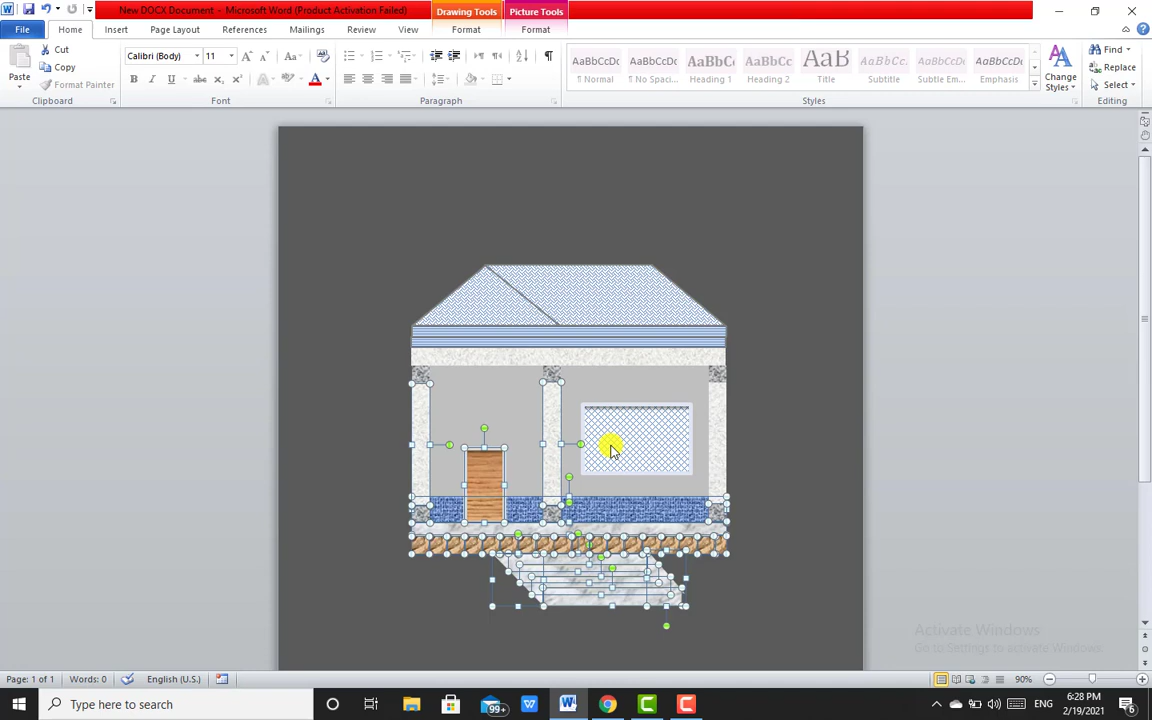 New DOCX Document - Microsoft Word (Product Activation Failed)
Drawing Tools
Picture Tools
File
Home
Insert
Page Layout
References
Mailings
Review
View
Format
Format
Paste
Cut
Copy
Format Painter
Clipboard
Calibri (Body)
11
Font
Paragraph
AaBbCcDc
¶ Normal
AaBbCcDc
¶ No Spaci...
AaBbCc
Heading 1
AaBbCc
Heading 2
AaB
Title
AaBbCc.
Subtitle
AaBbCcDc
Subtle Em...
AaBbCcDc
Emphasis
Styles
Change
Styles
Find
Replace
Select
Editing
Activate Windows
Go to Settings to activate Windows.
Page: 1 of 1
Words: 0
English (U.S.)
90%
Type here to search
99+
ENG
6:28 PM
2/19/2021
6